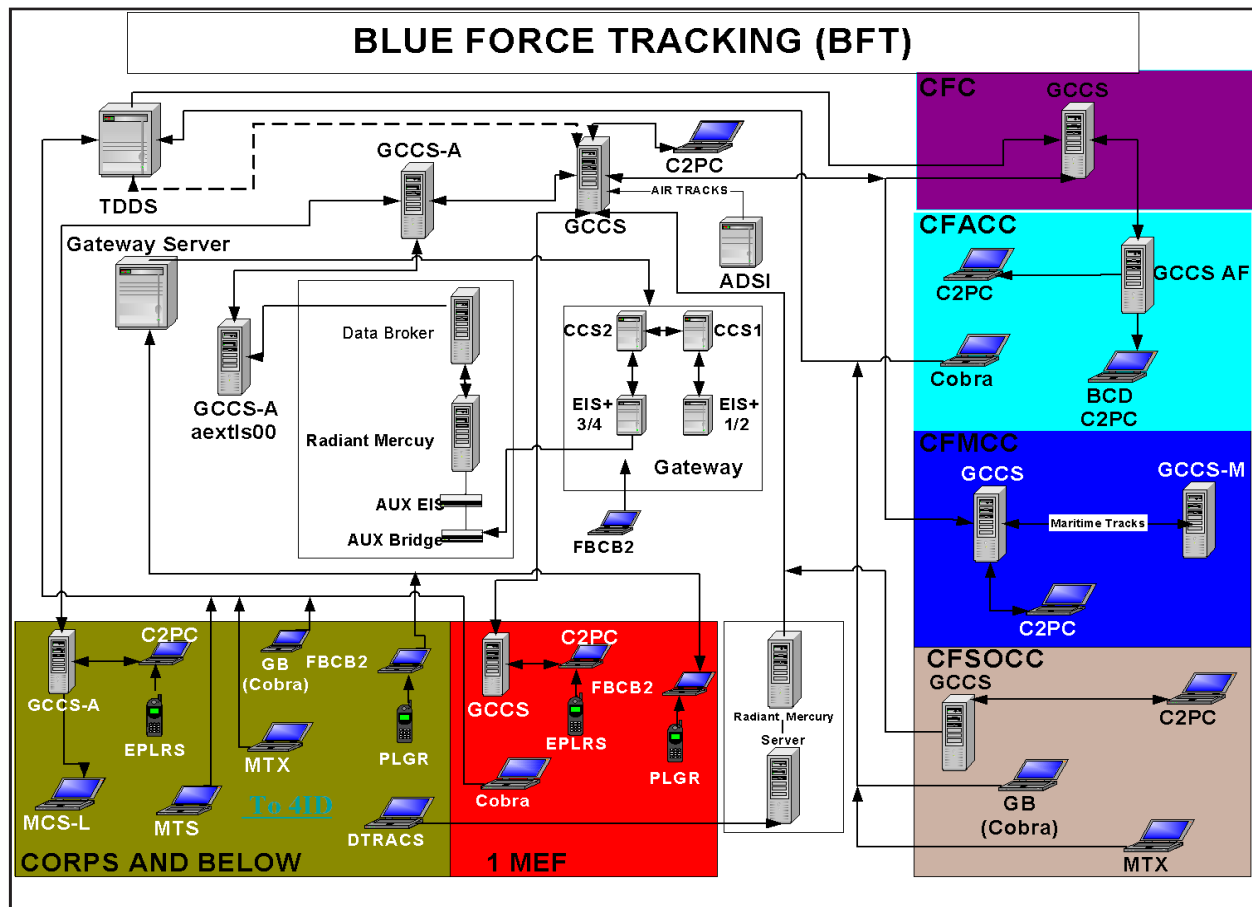 BLUE FORCE TRACKING (BFT)
CFC
GCCS
TDDS
GCCS-A
GCCS
C2PC
AIR TRACKS
ADSI
Gateway Server
GCCS-A
aextls00
Data Broker
Radiant Mercuy
AUX EIS
AUX Bridge
CCS2
CCS1
EIS+
3/4
EIS+
1/2
Gateway
FBCB2
CFACC
C2PC
GCCS AF
Cobra
BCD
C2PC
CFMCC
GCCS
GCCS-M
Maritime Tracks
C2PC
CFSOCC
GCCS
C2PC
GB
(Cobra)
MTX
C2PC
GCCS-A
EPLRS
GB
(Cobra)
FBCB2
PLGR
MTX
MCS-L
MTS
To 4ID
DTRACS
CORPS AND BELOW
C2PC
GCCS
EPLRS
FBCB2
PLGR
Cobra
1 MEF
Radiant Mercury
Server